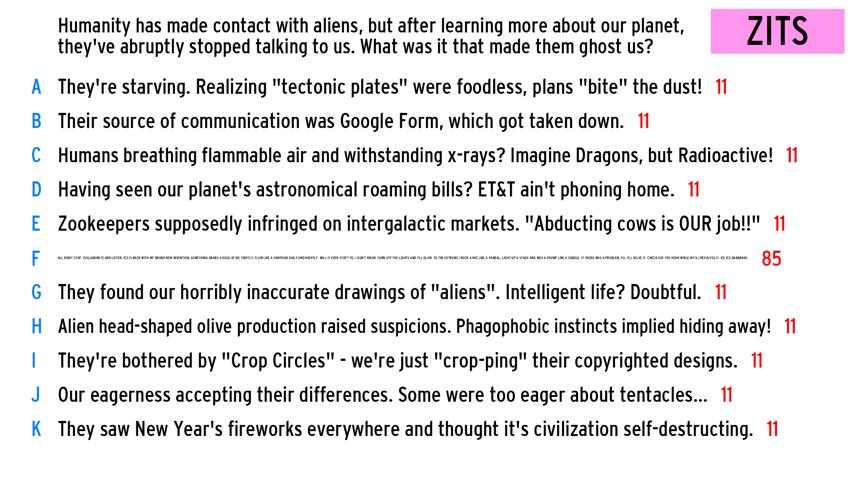 Humanity has made contact with aliens, but after learning more about our planet,
they've abruptly stopped talking to us. What was it that made them ghost us?
ZITS
A They're starving. Realizing "tectonic plates" were foodless, plans "bite" the dust! 11
B Their source of communication was Google Form, which got taken down. 11
C Humans breathing flammable air and withstanding x-rays? Imagine Dragons, but Radioactive! 11
D Having seen our planet's astronomical roaming bills? ET&T ain't phoning home. 11
E Zookeepers supposedly infringed on intergalactic markets. "Abducting cows is OUR job!!" 11
F 85
G They found our horribly inaccurate drawings of "aliens". Intelligent life? Doubtful. 11
H Alien head-shaped olive production raised suspicions. Phagophobic instincts implied hiding away! 11
I They're bothered by "Crop Circles" - we're just "crop-ping" their copyrighted designs. 11
J Our eagerness accepting their differences. Some were too eager about tentacles... 11
K They saw New Year's fireworks everywhere and thought it's civilization self-destructing. 11